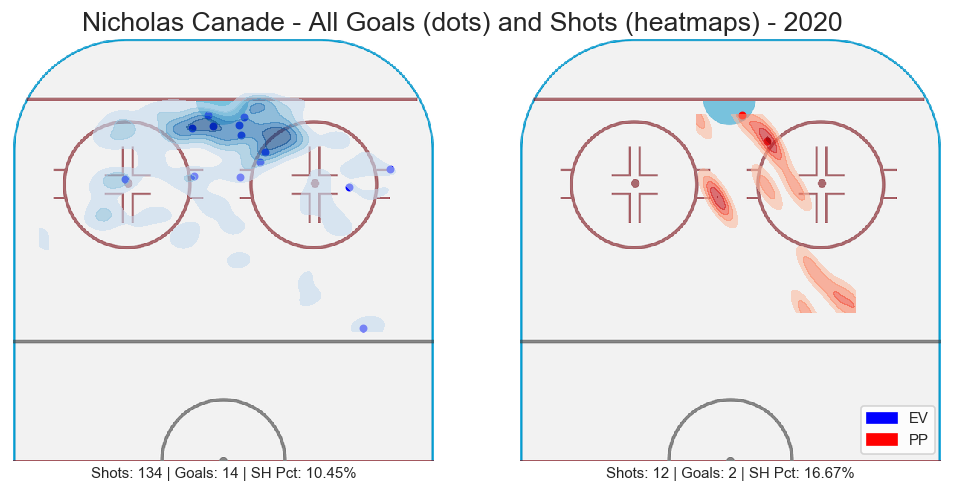 Nicholas Canade - All Goals (dots) and Shots (heatmaps) - 2020
EV
PP
Shots: 134 | Goals: 14 | SH Pct: 10.45%
Shots: 12 | Goals: 2 | SH Pct: 16.67%